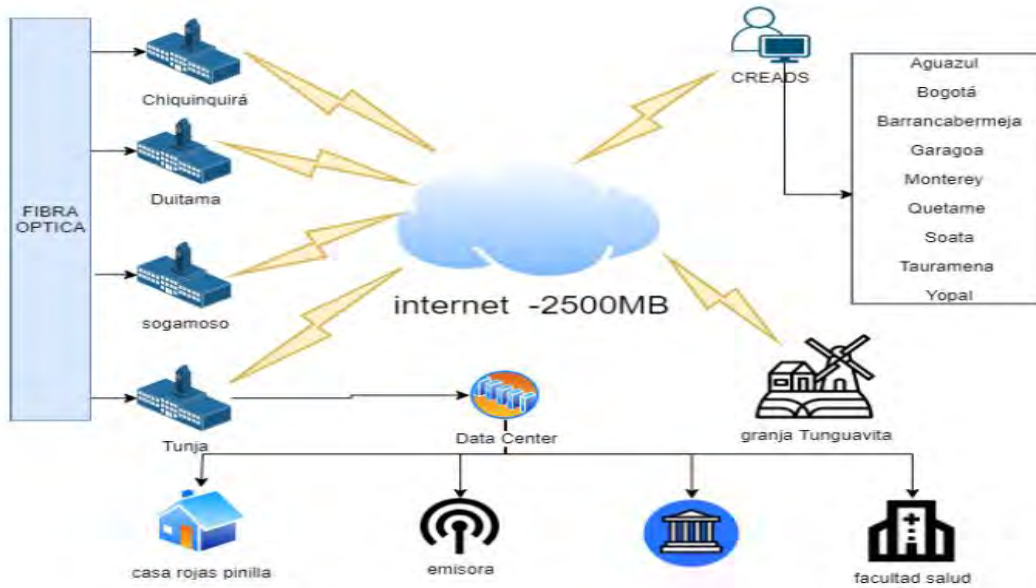 FIBRA
OPTICA
Chiquinquirá
Duitama
sogamoso
Tunja
internet -2500MB
CREADS
Aguazul
Bogotá
Barrancabermeja
Garagoa
Monterey
Quetame
Soata
Tauramena
Yopal
granja Tunguavita
Data Center
casa rojas pinilla
emisora
facultad salud